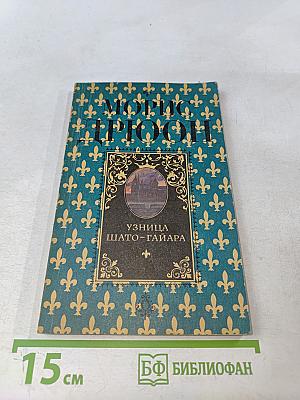 МОРИС
ДРЮОН
УЗНИЦА
ШАТО-ГАЙАРА
15 см
БФ БИБЛИОФАН